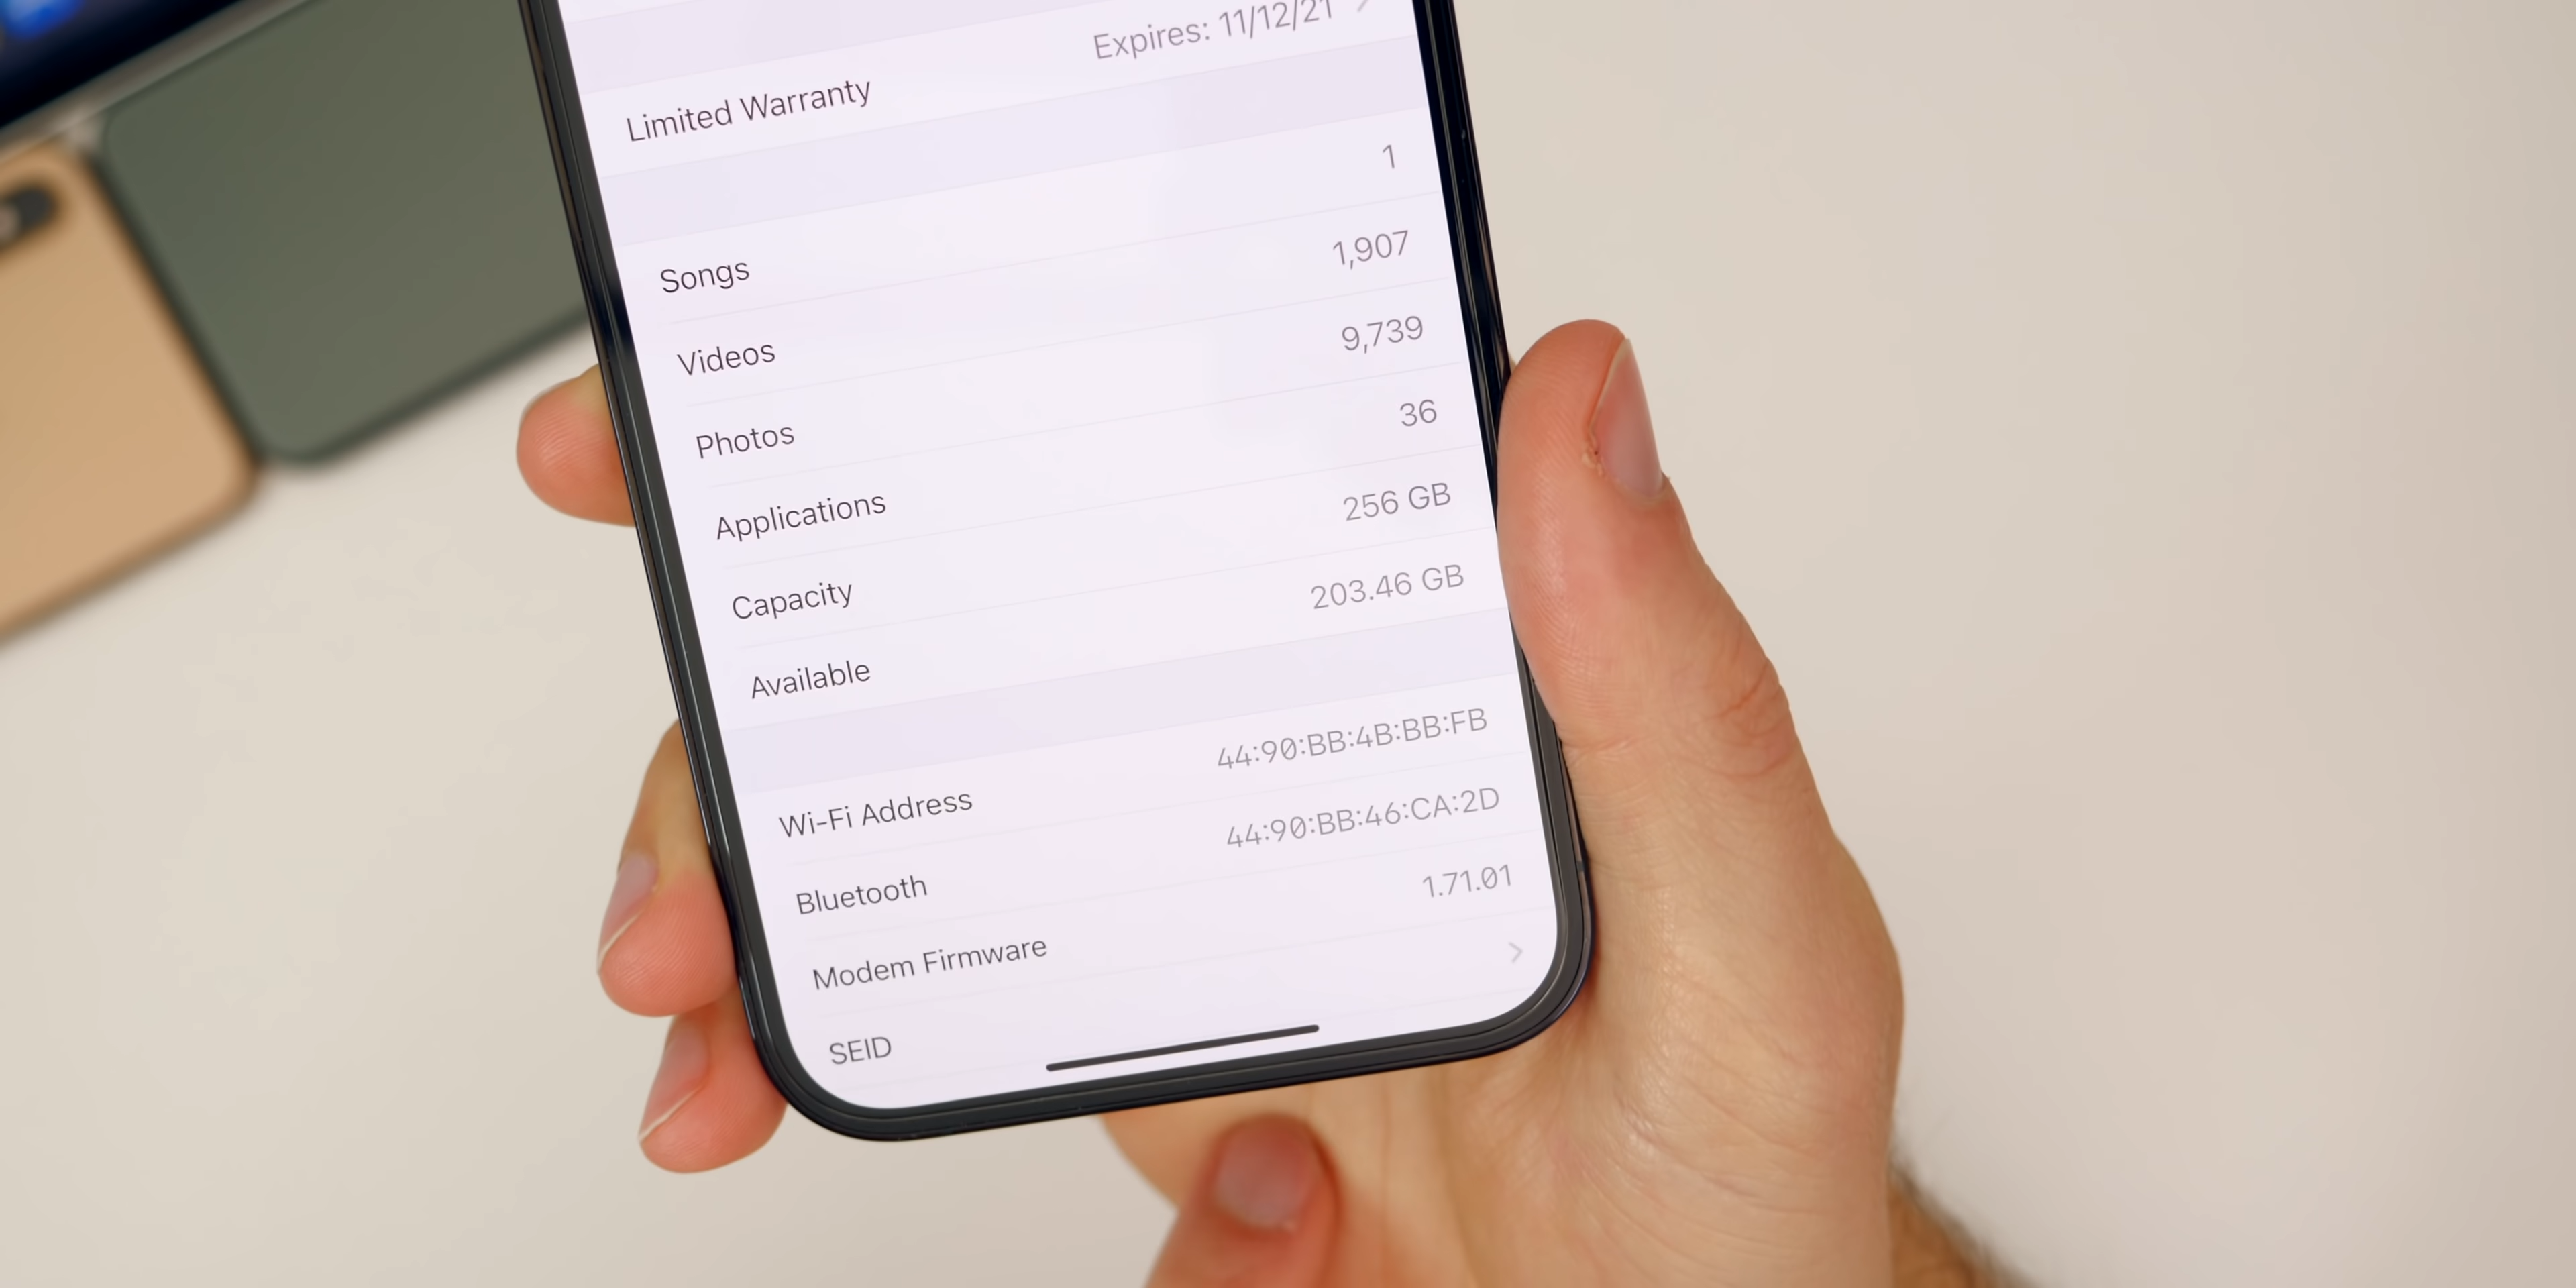 Limited Warranty Expires: 11/12/21
Songs 1
Videos 1,907
Photos 9,739
Applications 36
Capacity 256 GB
Available 203.46 GB
Wi-Fi Address 44:90:BB:4B:BB:FB
Bluetooth 44:90:BB:46:CA:2D
Modem Firmware 1.71.01
SEID